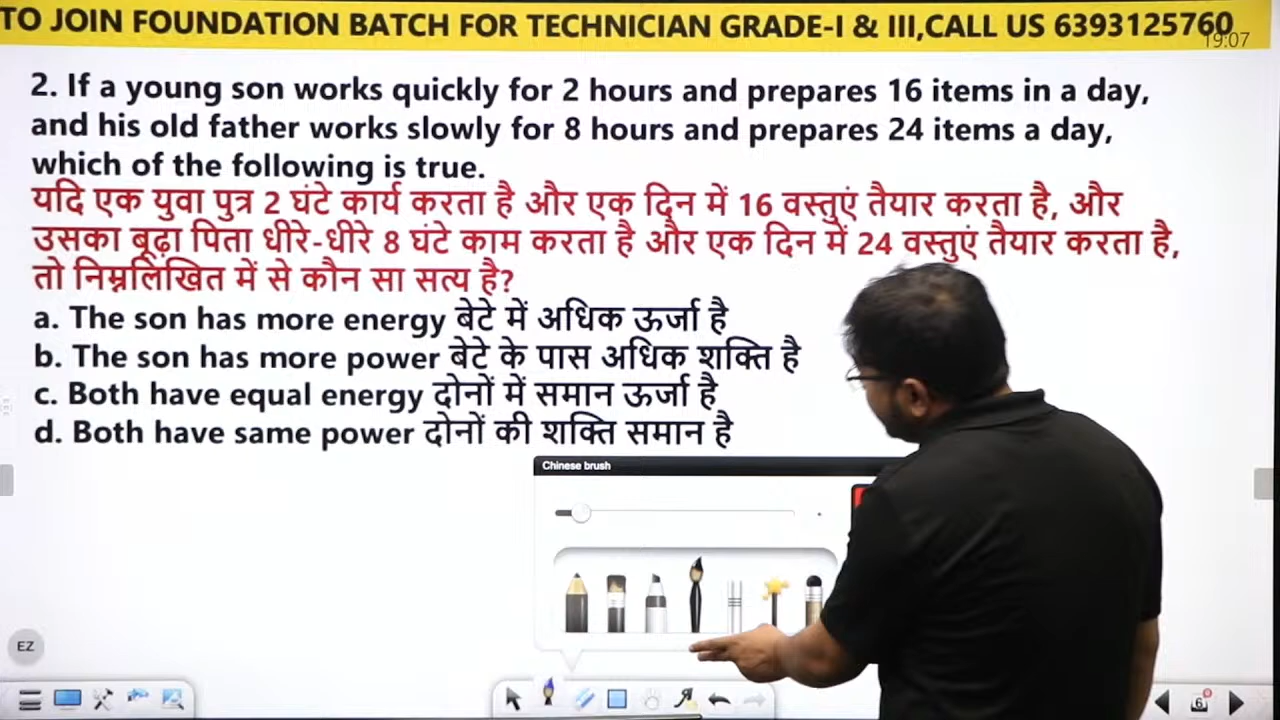 TO JOIN FOUNDATION BATCH FOR TECHNICIAN GRADE-I & III,CALL US 6393125760
19:07
2. If a young son works quickly for 2 hours and prepares 16 items in a day,
and his old father works slowly for 8 hours and prepares 24 items a day,
which of the following is true.
यदि एक युवा पुत्र 2 घंटे कार्य करता है और एक दिन में 16 वस्तुएं तैयार करता है, और
उसका बूढ़ा पिता धीरे-धीरे 8 घंटे काम करता है और एक दिन में 24 वस्तुएं तैयार करता है,
तो निम्नलिखित में से कौन सा सत्य है?
a. The son has more energy बेटे में अधिक ऊर्जा है
b. The son has more power बेटे के पास अधिक शक्ति है
c. Both have equal energy दोनों में समान ऊर्जा है
d. Both have same power दोनों की शक्ति समान है
Chinese brush
EZ
6